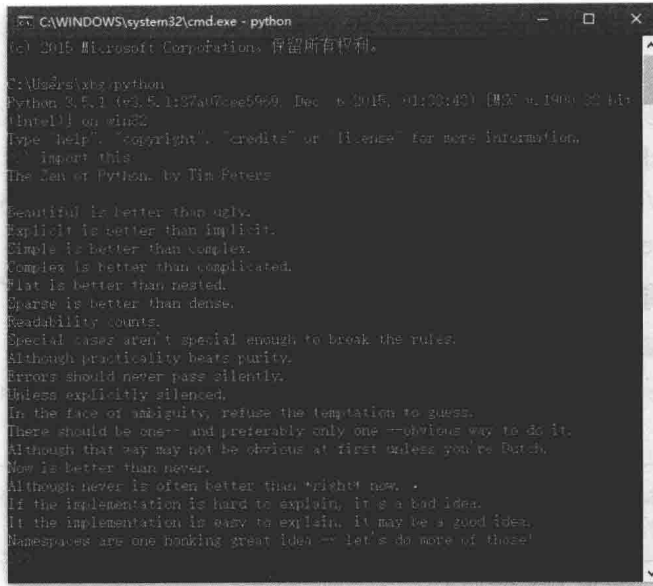 C:\WINDOWS\system32\cmd.exe - python
(c) 2015 Microsoft Corporation。保留所有权利。
C:\Users\xbg>python
Python 3.5.1 (v3.5.1:37a07cee5969, Dec 6 2015, 01:38:48) [MSC v.1900 32 bit
(Intel)] on win32
Type "help", "copyright", "credits" or "license" for more information.
>>> import this
The Zen of Python, by Tim Peters
Beautiful is better than ugly.
Explicit is better than implicit.
Simple is better than complex.
Complex is better than complicated.
Flat is better than nested.
Sparse is better than dense.
Readability counts.
Special cases aren't special enough to break the rules.
Although practicality beats purity.
Errors should never pass silently.
Unless explicitly silenced.
In the face of ambiguity, refuse the temptation to guess.
There should be one-- and preferably only one --obvious way to do it.
Although that way may not be obvious at first unless you're Dutch.
Now is better than never.
Although never is often better than *right* now.
If the implementation is hard to explain, it's a bad idea.
If the implementation is easy to explain, it may be a good idea.
Namespaces are one honking great idea -- let's do more of those!